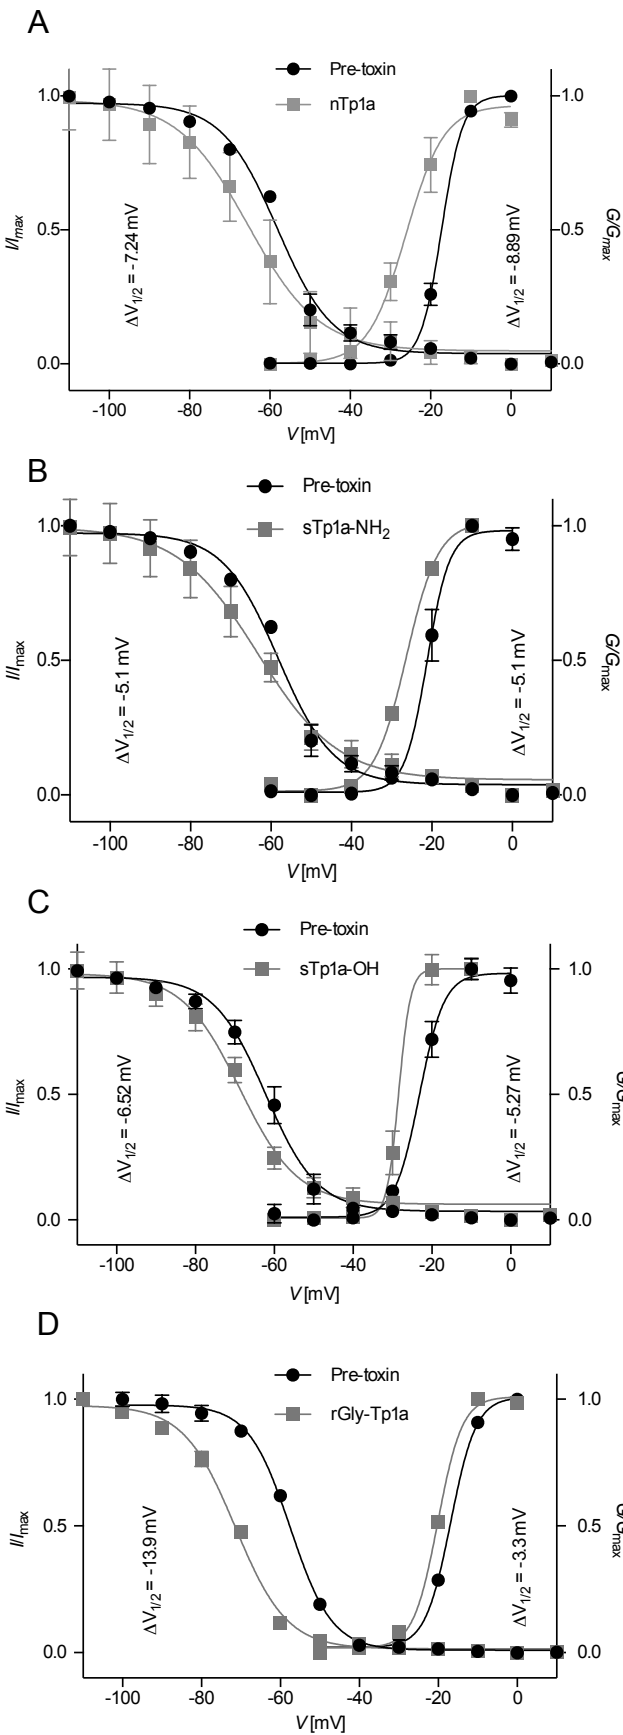 A
Pre-toxin
nTp1a
1.0
0.5
0.0
I/Imax
ΔV1/2 = -7.24 mV
ΔV1/2 = -8.89 mV
1.0
0.5
0.0
G/Gmax
-100 -80 -60 -40 -20 0
V [mV]
B
Pre-toxin
sTp1a-NH2
1.0
0.5
0.0
I/Imax
ΔV1/2 = -5.1 mV
ΔV1/2 = -5.1 mV
1.0
0.5
0.0
G/Gmax
-100 -80 -60 -40 -20 0
V [mV]
C
Pre-toxin
sTp1a-OH
1.0
0.5
0.0
I/Imax
ΔV1/2 = -6.52 mV
ΔV1/2 = -5.27 mV
1.0
0.5
0.0
G/Gmax
-100 -80 -60 -40 -20 0
V [mV]
D
Pre-toxin
rGly-Tp1a
1.0
0.5
0.0
I/Imax
ΔV1/2 = -13.9 mV
ΔV1/2 = -3.3 mV
1.0
0.5
0.0
G/Gmax
-100 -80 -60 -40 -20 0
V [mV]